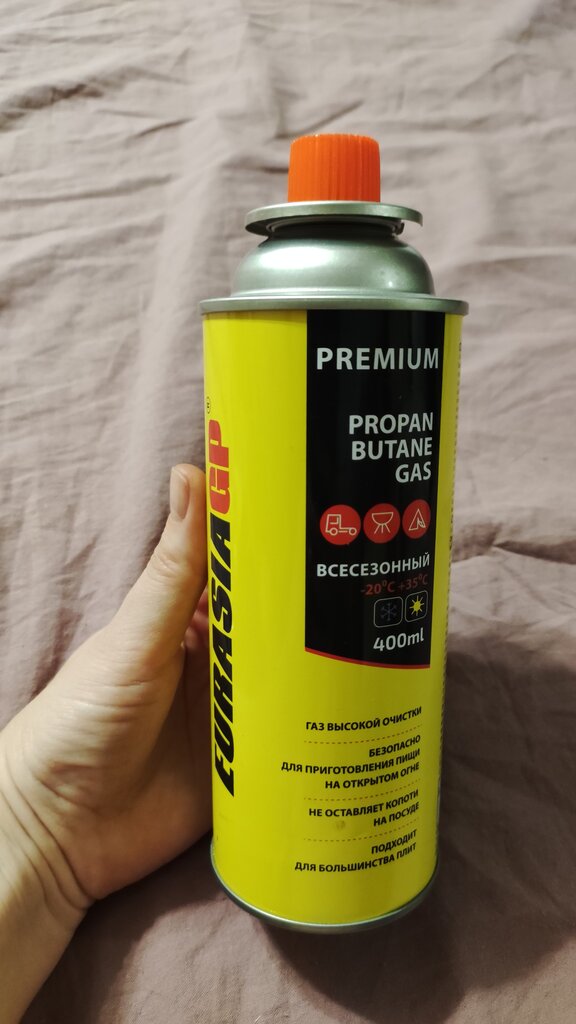 PREMIUM
PROPAN
BUTANE
GAS
EURASIA GP®
ВСЕСЕЗОННЫЙ
-20°C +35°C
400ml
ГАЗ ВЫСОКОЙ ОЧИСТКИ
БЕЗОПАСНО
ДЛЯ ПРИГОТОВЛЕНИЯ ПИЩИ
НА ОТКРЫТОМ ОГНЕ
НЕ ОСТАВЛЯЕТ КОПОТИ
НА ПОСУДЕ
ПОДХОДИТ
ДЛЯ БОЛЬШИНСТВА ПЛИТ